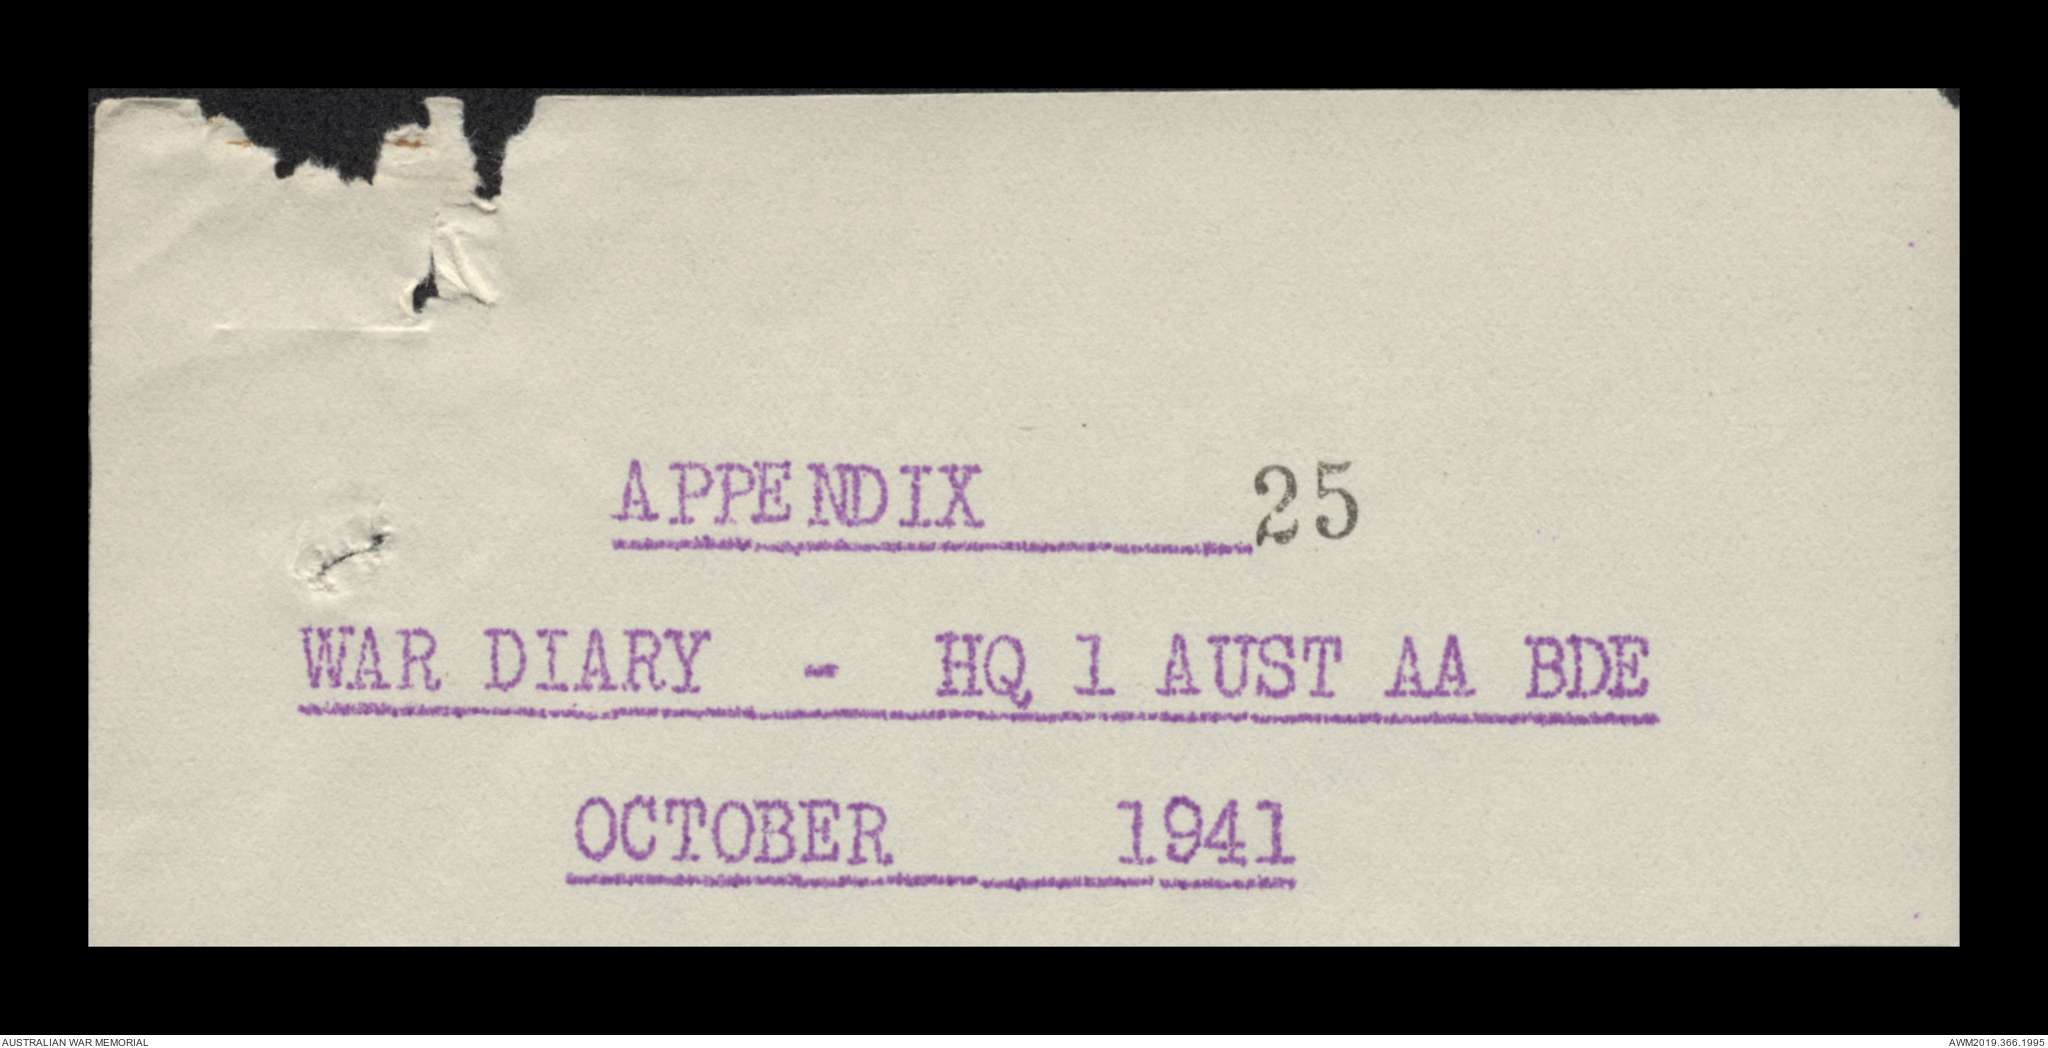 APPENDIX 25
WAR DIARY - HQ 1 AUST AA BDE
OCTOBER 1941
AUSTRALIAN WAR MEMORIAL
AWM2019.366.1995